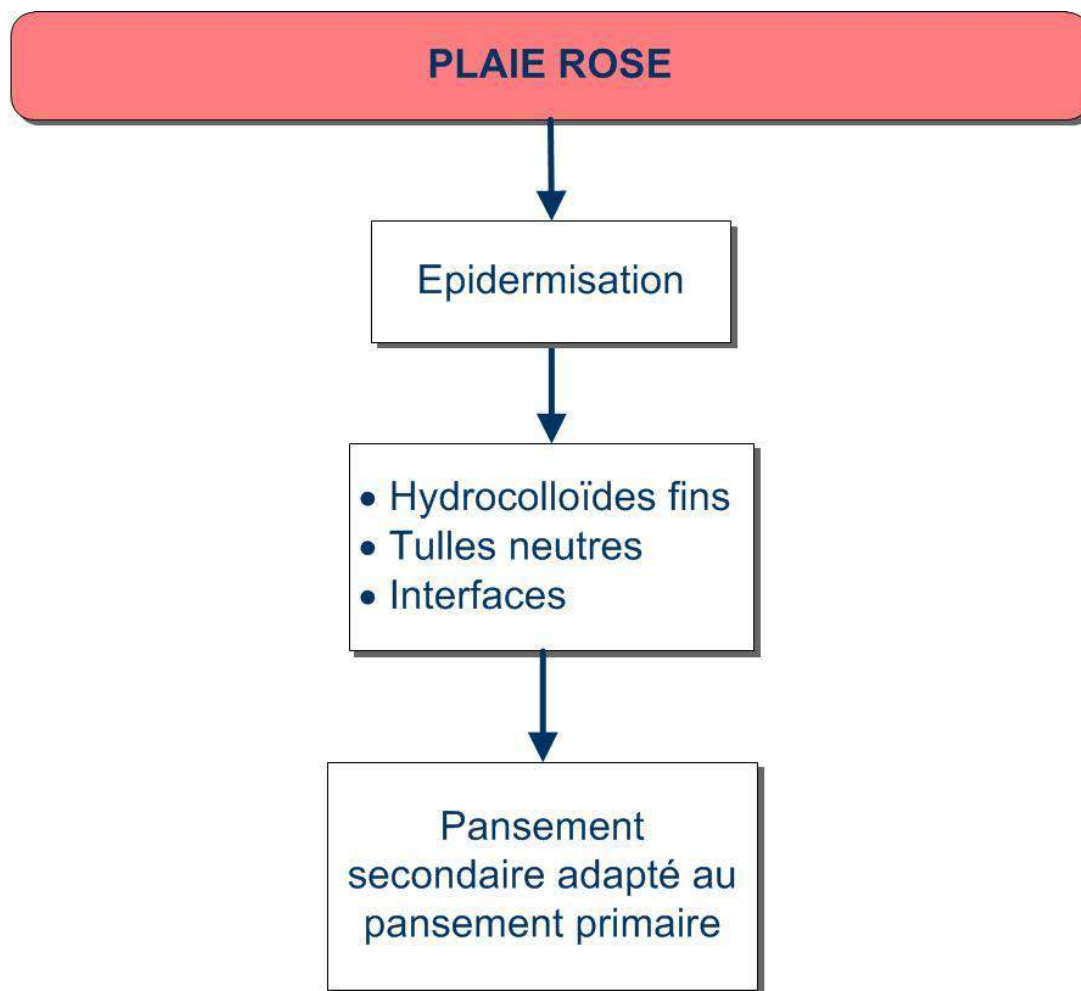 PLAIE ROSE
Epidermisation
• Hydrocolloïdes fins
• Tulles neutres
• Interfaces
Pansement
secondaire adapté au
pansement primaire